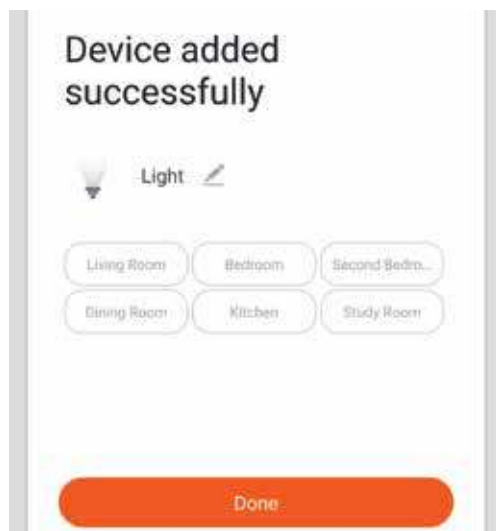 Device added
successfully
Light
Living Room Bedroom Second Bedro...
Dining Room Kitchen Study Room
Done